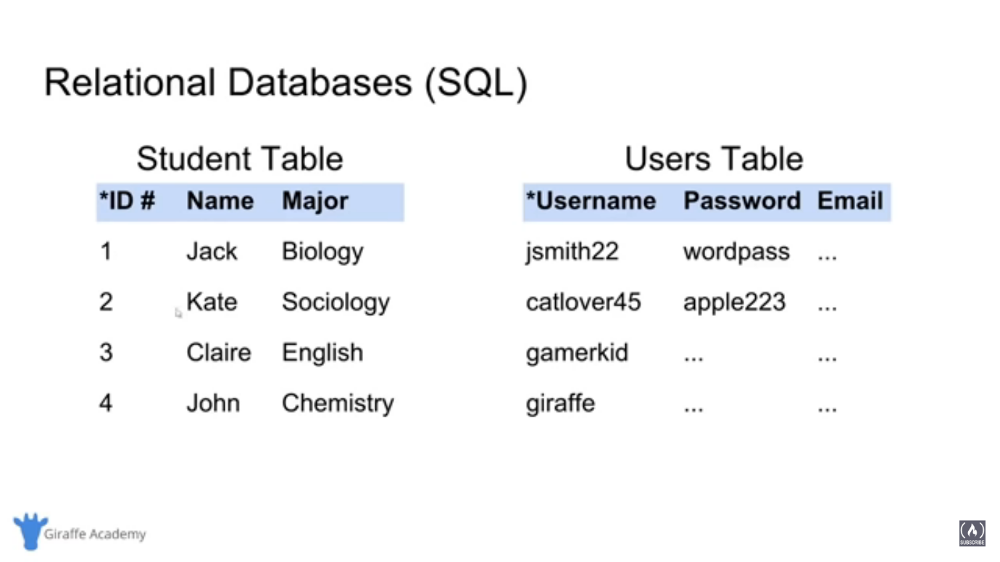 Relational Databases (SQL)
Student Table
*ID # Name Major
1 Jack Biology
2 Kate Sociology
3 Claire English
4 John Chemistry
Users Table
*Username Password Email
jsmith22 wordpass ...
catlover45 apple223 ...
gamerkid ... ...
giraffe ... ...
Giraffe Academy
SUBSCRIBE